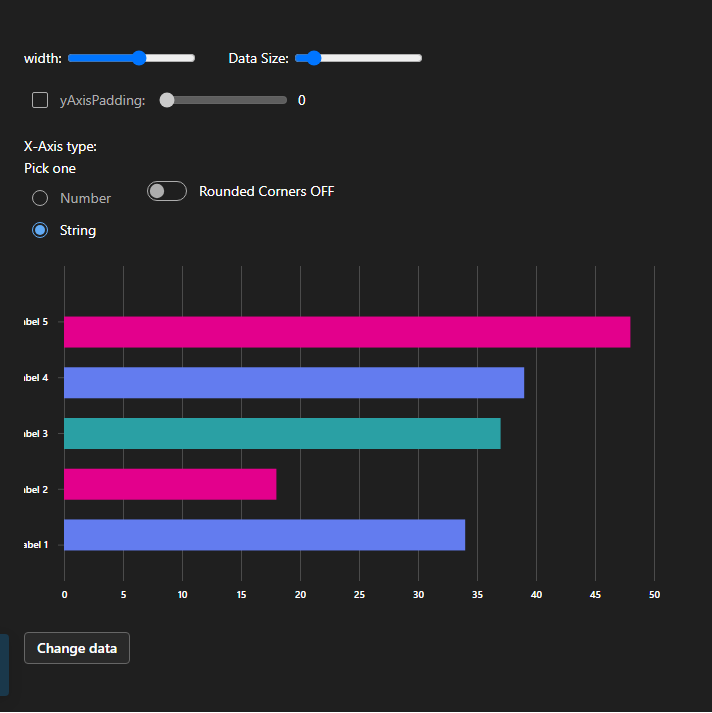 width: Data Size:
yAxisPadding: 0
X-Axis type:
Pick one
Number
Rounded Corners OFF
String
abel 5
abel 4
abel 3
abel 2
abel 1
0 5 10 15 20 25 30 35 40 45 50
Change data